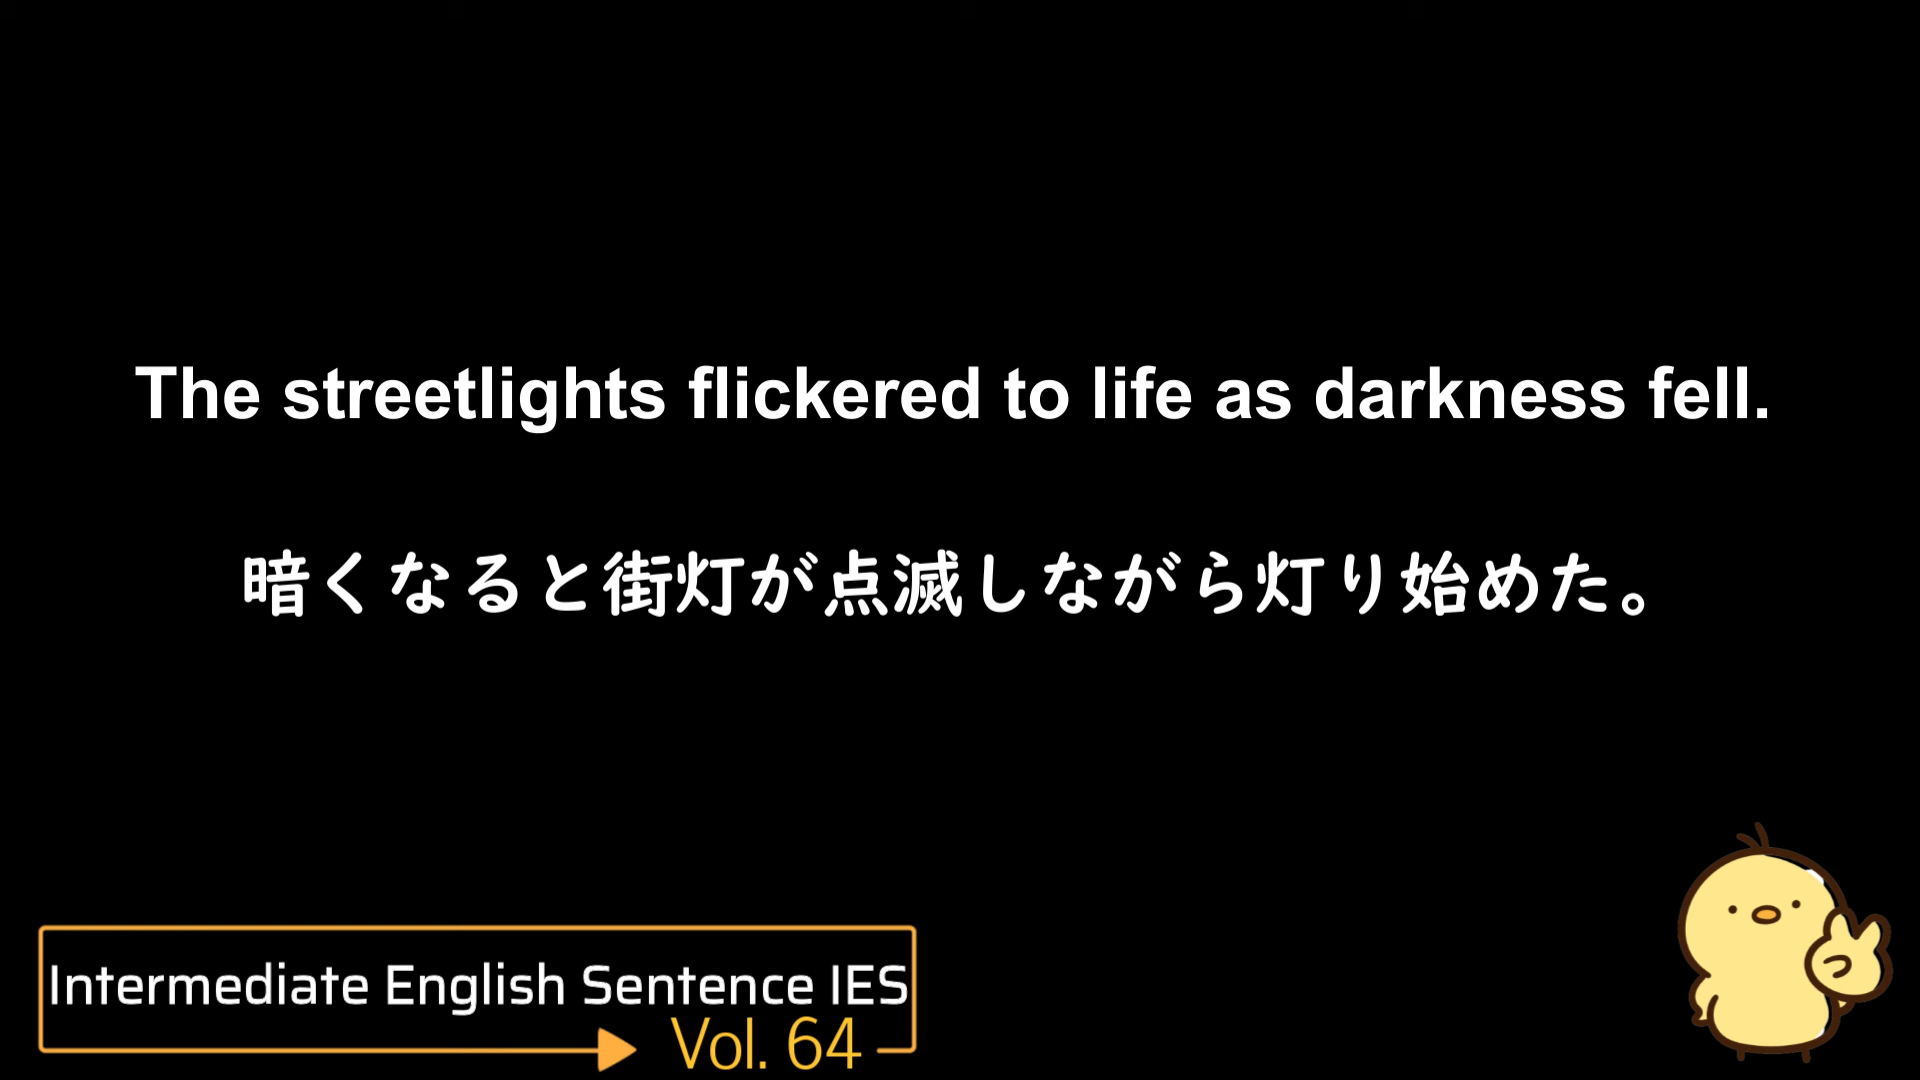 The streetlights flickered to life as darkness fell.
暗くなると街灯が点滅しながら灯り始めた。
Intermediate English Sentence IES
Vol. 64